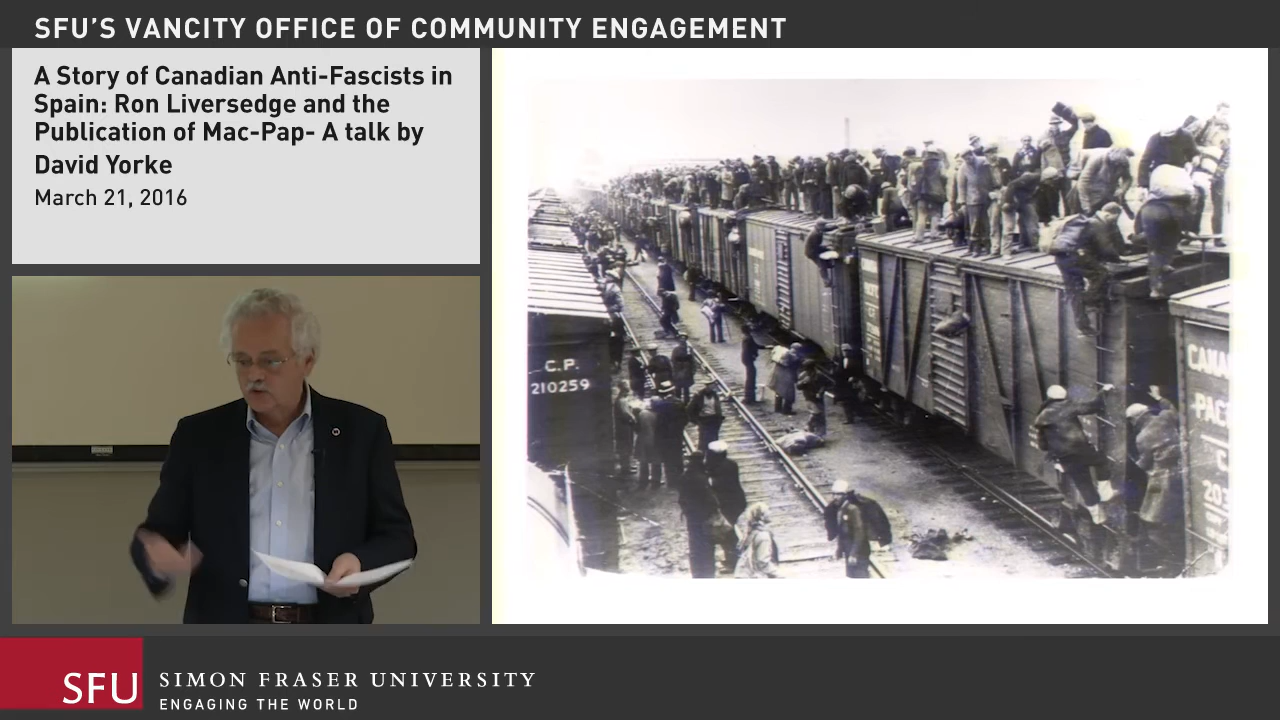 SFU'S VANCITY OFFICE OF COMMUNITY ENGAGEMENT
A Story of Canadian Anti-Fascists in
Spain: Ron Liversedge and the
Publication of Mac-Pap- A talk by
David Yorke
March 21, 2016
C.P.
210259
PAC
SFU
SIMON FRASER UNIVERSITY
ENGAGING THE WORLD